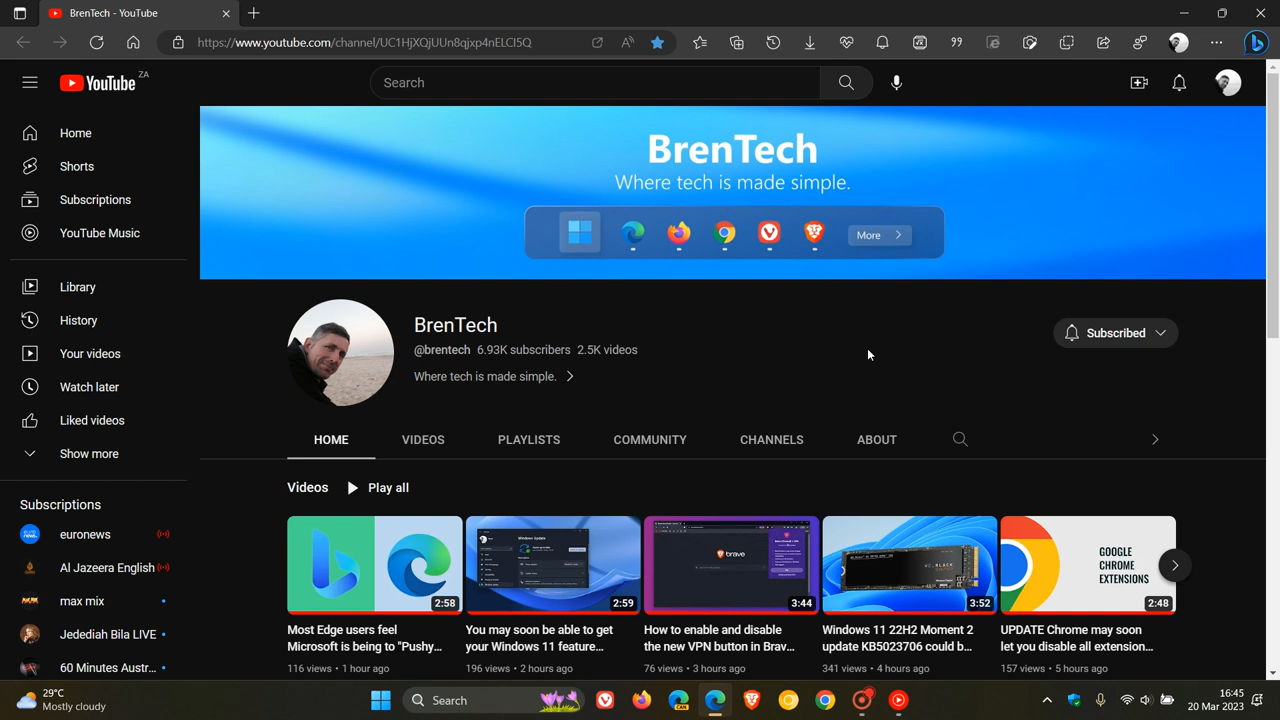 BrenTech - YouTube
https://www.youtube.com/channel/UC1HjXQjUUn8qjxp4nELCI5Q
YouTube ZA
Search
Home
Shorts
Subscriptions
YouTube Music
Library
History
Your videos
Watch later
Liked videos
Show more
Subscriptions
euronews
Al Jazeera English
max mix
Jedediah Bila LIVE
60 Minutes Austr...
BrenTech
Where tech is made simple.
More
BrenTech
@brentech 6.93K subscribers 2.5K videos
Where tech is made simple.
Subscribed
HOME VIDEOS PLAYLISTS COMMUNITY CHANNELS ABOUT
Videos Play all
2:58
Most Edge users feel
Microsoft is being to "Pushy...
116 views • 1 hour ago
Windows Update
2:59
You may soon be able to get
your Windows 11 feature...
196 views • 2 hours ago
brave
3:44
How to enable and disable
the new VPN button in Brav...
76 views • 3 hours ago
BLACK
3:52
Windows 11 22H2 Moment 2
update KB5023706 could b...
341 views • 4 hours ago
GOOGLE
CHROME
EXTENSIONS
2:48
UPDATE Chrome may soon
let you disable all extension...
157 views • 5 hours ago
29°C
Mostly cloudy
Search
CAN
16:45
20 Mar 2023